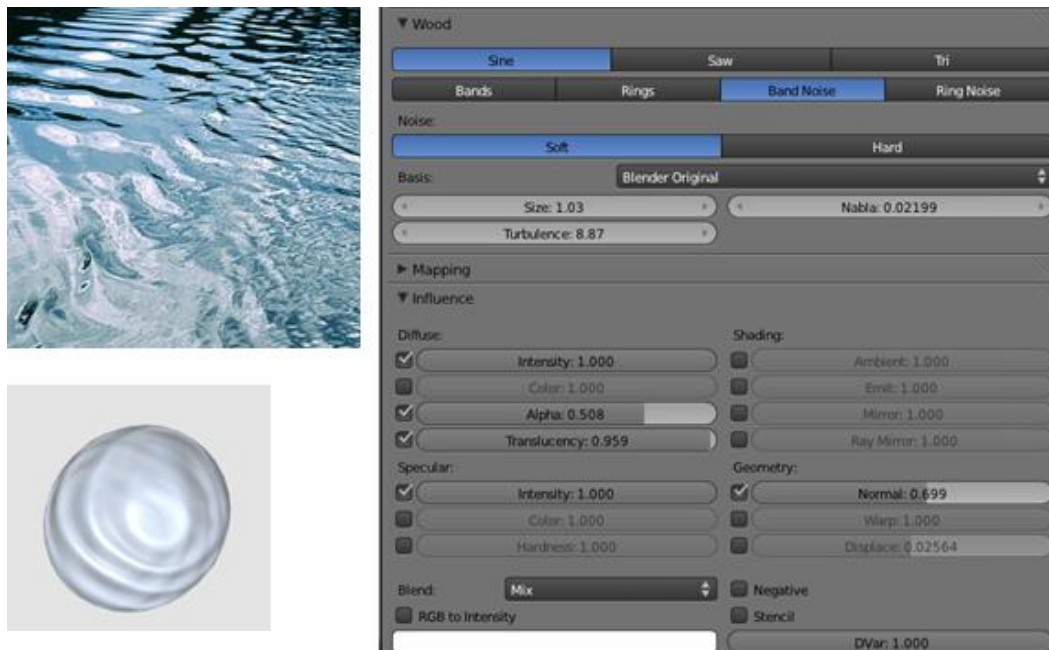 Wood
Sine Saw Tri
Bands Rings Band Noise Ring Noise
Noise:
Soft Hard
Basis: Blender Original
Size: 1.03 Nabla: 0.02199
Turbulence: 8.87
Mapping
Influence
Diffuse: Shading:
Intensity: 1.000 Ambient: 1.000
Color: 1.000 Emit: 1.000
Alpha: 0.508 Mirror: 1.000
Translucency: 0.959 Ray Mirror: 1.000
Specular: Geometry:
Intensity: 1.000 Normal: 0.699
Color: 1.000 Warp: 1.000
Hardness: 1.000 Displace: 0.02564
Blend: Mix Negative
RGB to Intensity Stencil
DVar: 1.000